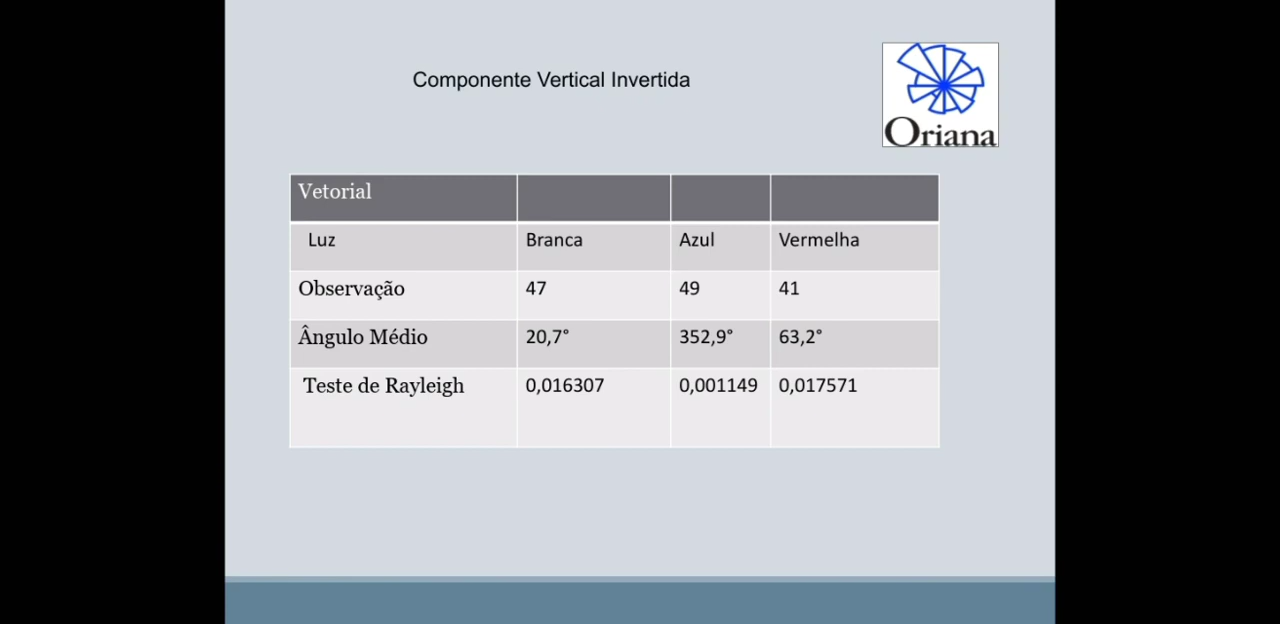 Componente Vertical Invertida
Oriana
Vetorial
Luz Branca Azul Vermelha
Observação 47 49 41
Ângulo Médio 20,7° 352,9° 63,2°
Teste de Rayleigh 0,016307 0,001149 0,017571